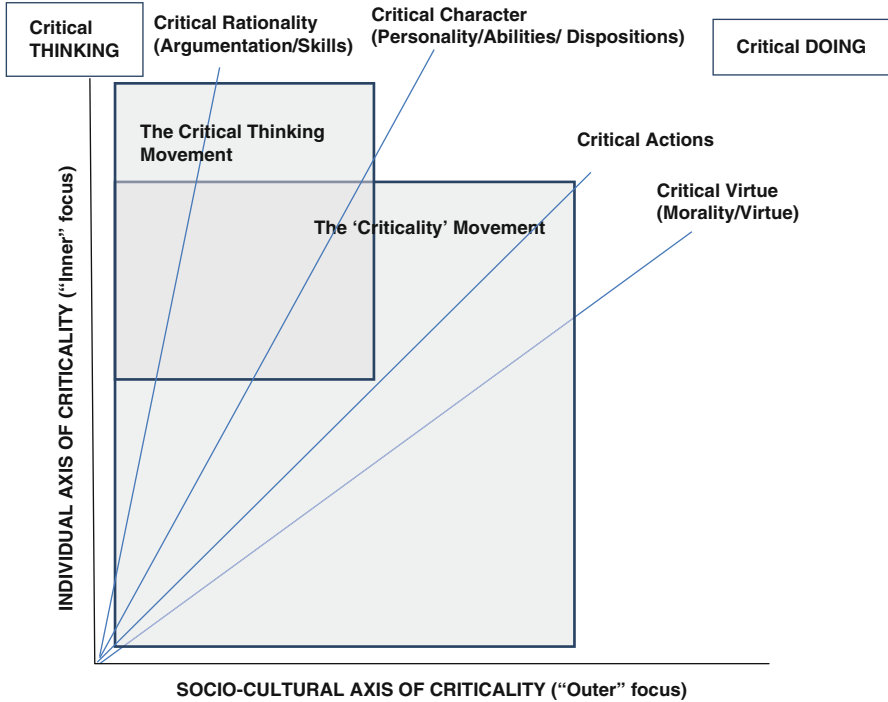 Critical
THINKING
Critical Rationality
(Argumentation/Skills)
Critical Character
(Personality/Abilities/ Dispositions)
Critical DOING
The Critical Thinking
Movement
Critical Actions
Critical Virtue
(Morality/Virtue)
The ‘Criticality’ Movement
INDIVIDUAL AXIS OF CRITICALITY (“Inner” focus)
SOCIO-CULTURAL AXIS OF CRITICALITY (“Outer” focus)